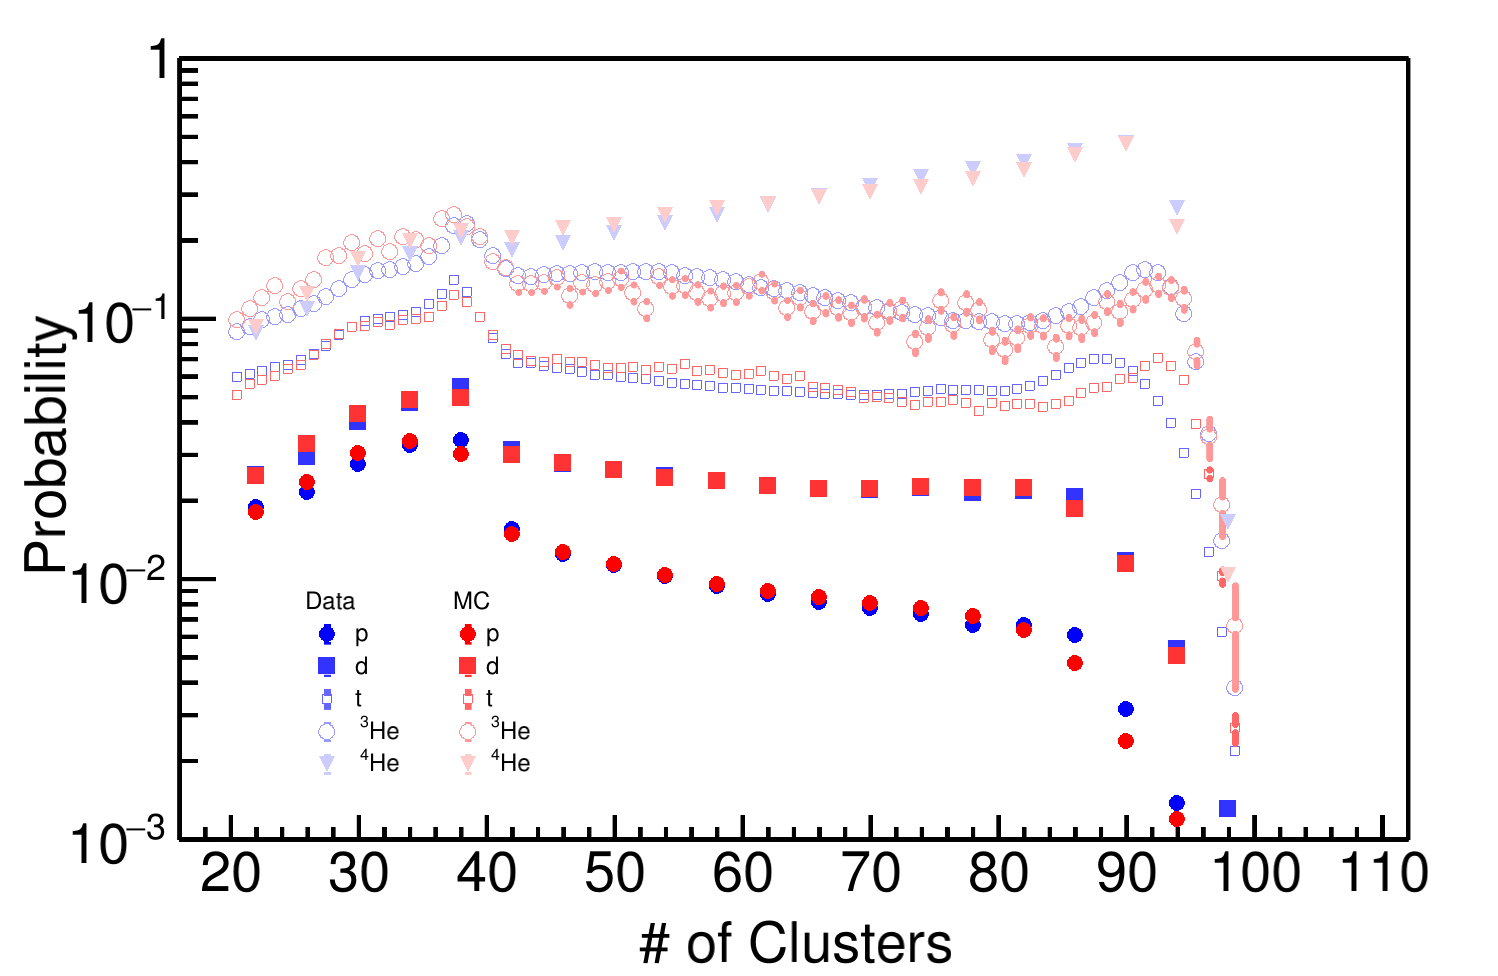 1
10⁻¹
10⁻²
10⁻³
Probability
Data MC
p p
d d
t t
³He ³He
⁴He ⁴He
20 30 40 50 60 70 80 90 100 110
# of Clusters